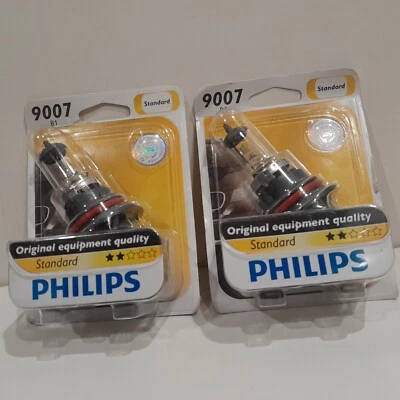 9007
B1
Standard
Original equipment quality
Standard
PHILIPS
9007
Standard
Original equipment quality
Standard
PHILIPS